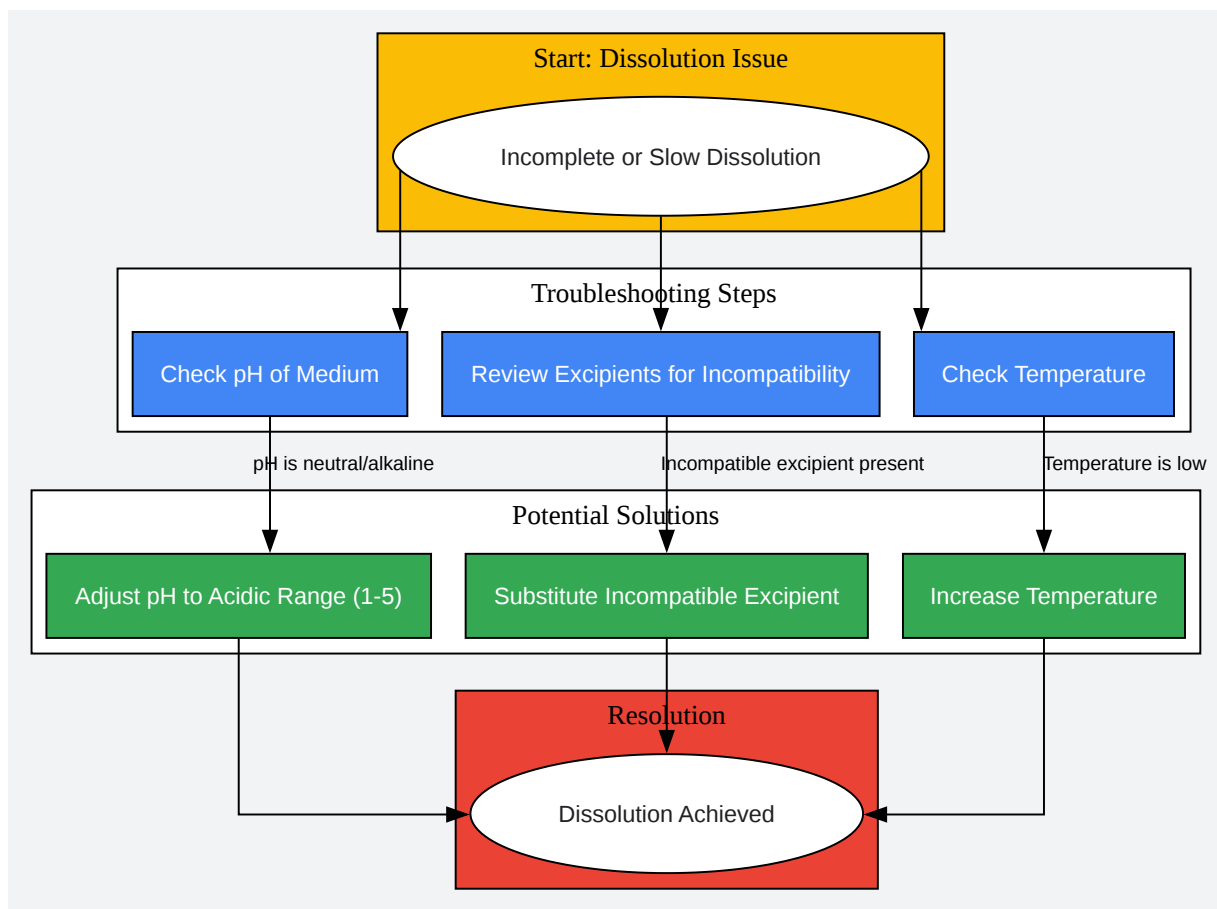 Start: Dissolution Issue
Incomplete or Slow Dissolution
Troubleshooting Steps
Check pH of Medium
Review Excipients for Incompatibility
Check Temperature
pH is neutral/alkaline
Incompatible excipient present
Temperature is low
Potential Solutions
Adjust pH to Acidic Range (1-5)
Substitute Incompatible Excipient
Increase Temperature
Resolution
Dissolution Achieved